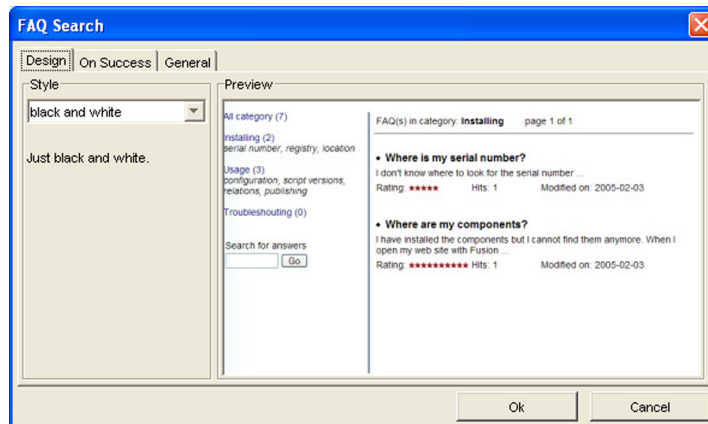 FAQ Search
Design
On Success
General
Style
black and white
Just black and white.
Preview
All category (7)
Installing (2)
serial number, registry, location
Usage (3)
configuration, script versions,
relations, publishing
Troubleshouting (0)
Search for answers
Go
FAQ(s) in category: Installing page 1 of 1
• Where is my serial number?
I don't know where to look for the serial number ...
Rating: ★★★★★ Hits: 1 Modified on: 2005-02-03
• Where are my components?
I have installed the components but I cannot find them anymore. When I
open my web site with Fusion ...
Rating: ★★★★★★★★★★ Hits: 1 Modified on: 2005-02-03
Ok
Cancel